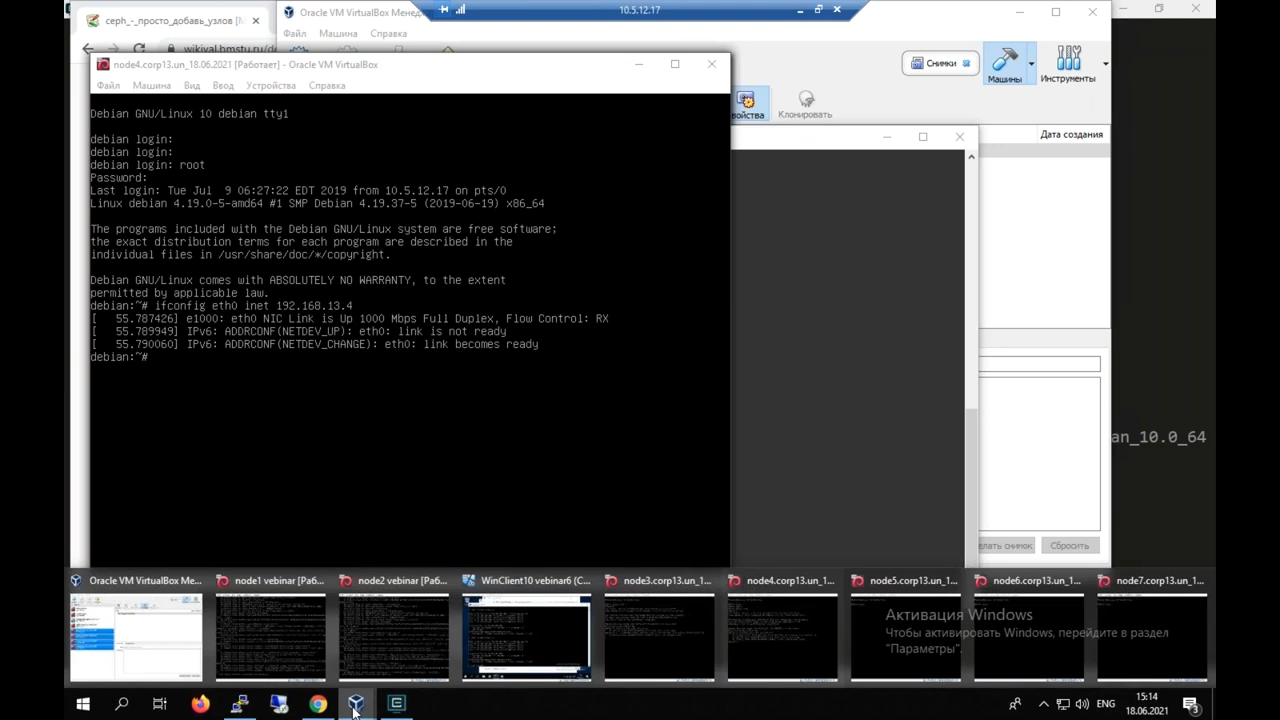 10.5.12.17
ceph_-_просто_добавь_узлов [М
Oracle VM VirtualBox Менед
Файл Машина Справка
wikival.bmstu.ru/do
node4.corp13.un_18.06.2021 [Работает] - Oracle VM VirtualBox
Файл Машина Вид Ввод Устройства Справка
Снимки
Машины
Инструменты
войства
Клонировать
Дата создания
Debian GNU/Linux 10 debian tty1
debian login:
debian login:
debian login: root
Password:
Last login: Tue Jul  9 06:27:22 EDT 2019 from 10.5.12.17 on pts/0
Linux debian 4.19.0-5-amd64 #1 SMP Debian 4.19.37-5 (2019-06-19) x86_64
The programs included with the Debian GNU/Linux system are free software;
the exact distribution terms for each program are described in the
individual files in /usr/share/doc/*/copyright.
Debian GNU/Linux comes with ABSOLUTELY NO WARRANTY, to the extent
permitted by applicable law.
debian:~# ifconfig eth0 inet 192.168.13.4
[   55.787426] e1000: eth0 NIC Link is Up 1000 Mbps Full Duplex, Flow Control: RX
[   55.789949] IPv6: ADDRCONF(NETDEV_UP): eth0: link is not ready
[   55.790060] IPv6: ADDRCONF(NETDEV_CHANGE): eth0: link becomes ready
debian:~#
an_10.0_64
елать снимок
Сбросить
Oracle VM VirtualBox Ме...
node1 vebinar [Раб...
node2 vebinar [Раб...
WinClient10 vebinar6 (С...
node3.corp13.un_1...
node4.corp13.un_1...
node5.corp13.un_1...
node6.corp13.un_1...
node7.corp13.un_1...
Активация Windows
Чтобы активировать Windows, перейдите в раздел
"Параметры".
ENG
15:14
18.06.2021
3